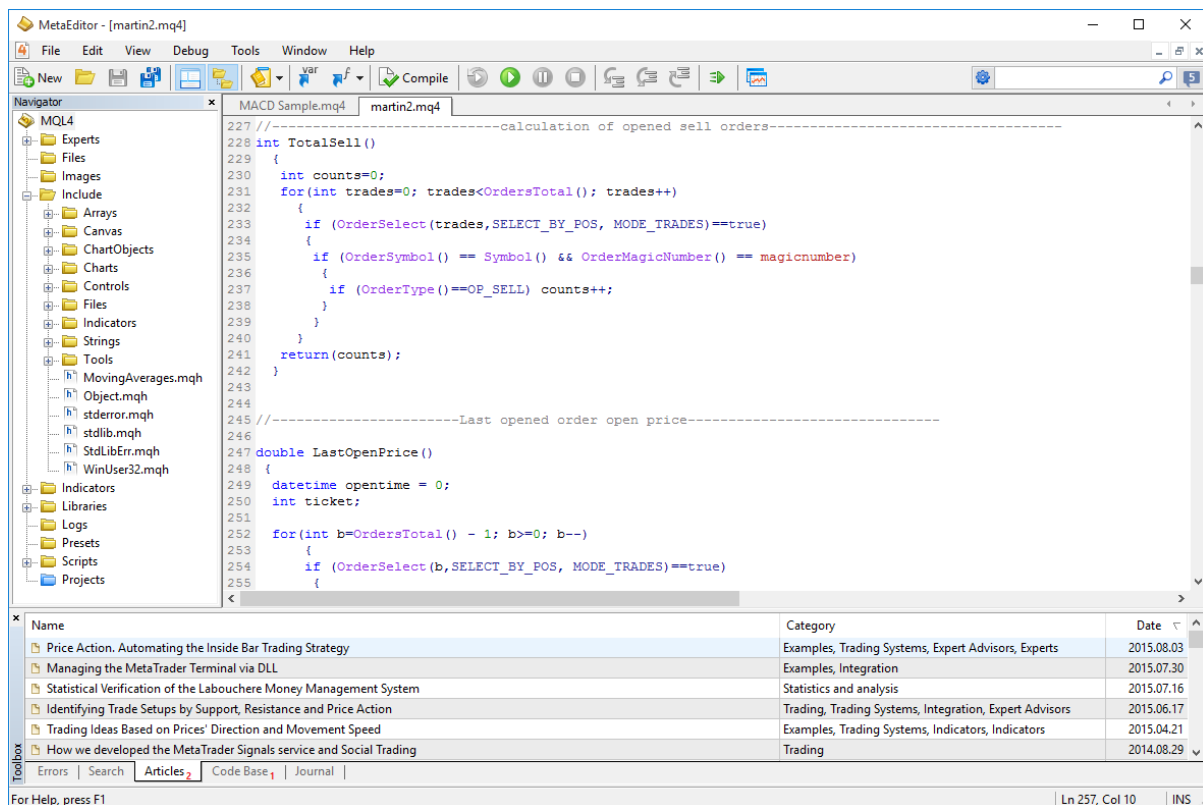 MetaEditor - [martin2.mq4]
File Edit View Debug Tools Window Help
New var f Compile 5
Navigator
MACD Sample.mq4 martin2.mq4
MQL4
Experts
Files
Images
Include
Arrays
Canvas
ChartObjects
Charts
Controls
Files
Indicators
Strings
Tools
MovingAverages.mqh
Object.mqh
stderror.mqh
stdlib.mqh
StdLibErr.mqh
WinUser32.mqh
Indicators
Libraries
Logs
Presets
Scripts
Projects
227 //----------------------------calculation of opened sell orders------------------------------------
228 int TotalSell()
229 {
230 int counts=0;
231 for(int trades=0; trades<OrdersTotal(); trades++)
232 {
233 if (OrderSelect(trades,SELECT_BY_POS, MODE_TRADES)==true)
234 {
235 if (OrderSymbol() == Symbol() && OrderMagicNumber() == magicnumber)
236 {
237 if (OrderType()==OP_SELL) counts++;
238 }
239 }
240 }
241 return(counts);
242 }
243
244
245 //-----------------------Last opened order open price-------------------------------
246
247 double LastOpenPrice()
248 {
249 datetime opentime = 0;
250 int ticket;
251
252 for(int b=OrdersTotal() - 1; b>=0; b--)
253 {
254 if (OrderSelect(b,SELECT_BY_POS, MODE_TRADES)==true)
255 {
Name Category Date
Price Action. Automating the Inside Bar Trading Strategy Examples, Trading Systems, Expert Advisors, Experts 2015.08.03
Managing the MetaTrader Terminal via DLL Examples, Integration 2015.07.30
Statistical Verification of the Labouchere Money Management System Statistics and analysis 2015.07.16
Identifying Trade Setups by Support, Resistance and Price Action Trading, Trading Systems, Integration, Expert Advisors 2015.06.17
Trading Ideas Based on Prices' Direction and Movement Speed Examples, Trading Systems, Indicators, Indicators 2015.04.21
How we developed the MetaTrader Signals service and Social Trading Trading 2014.08.29
Toolbox
Errors Search Articles 2 Code Base 1 Journal
For Help, press F1 Ln 257, Col 10 INS